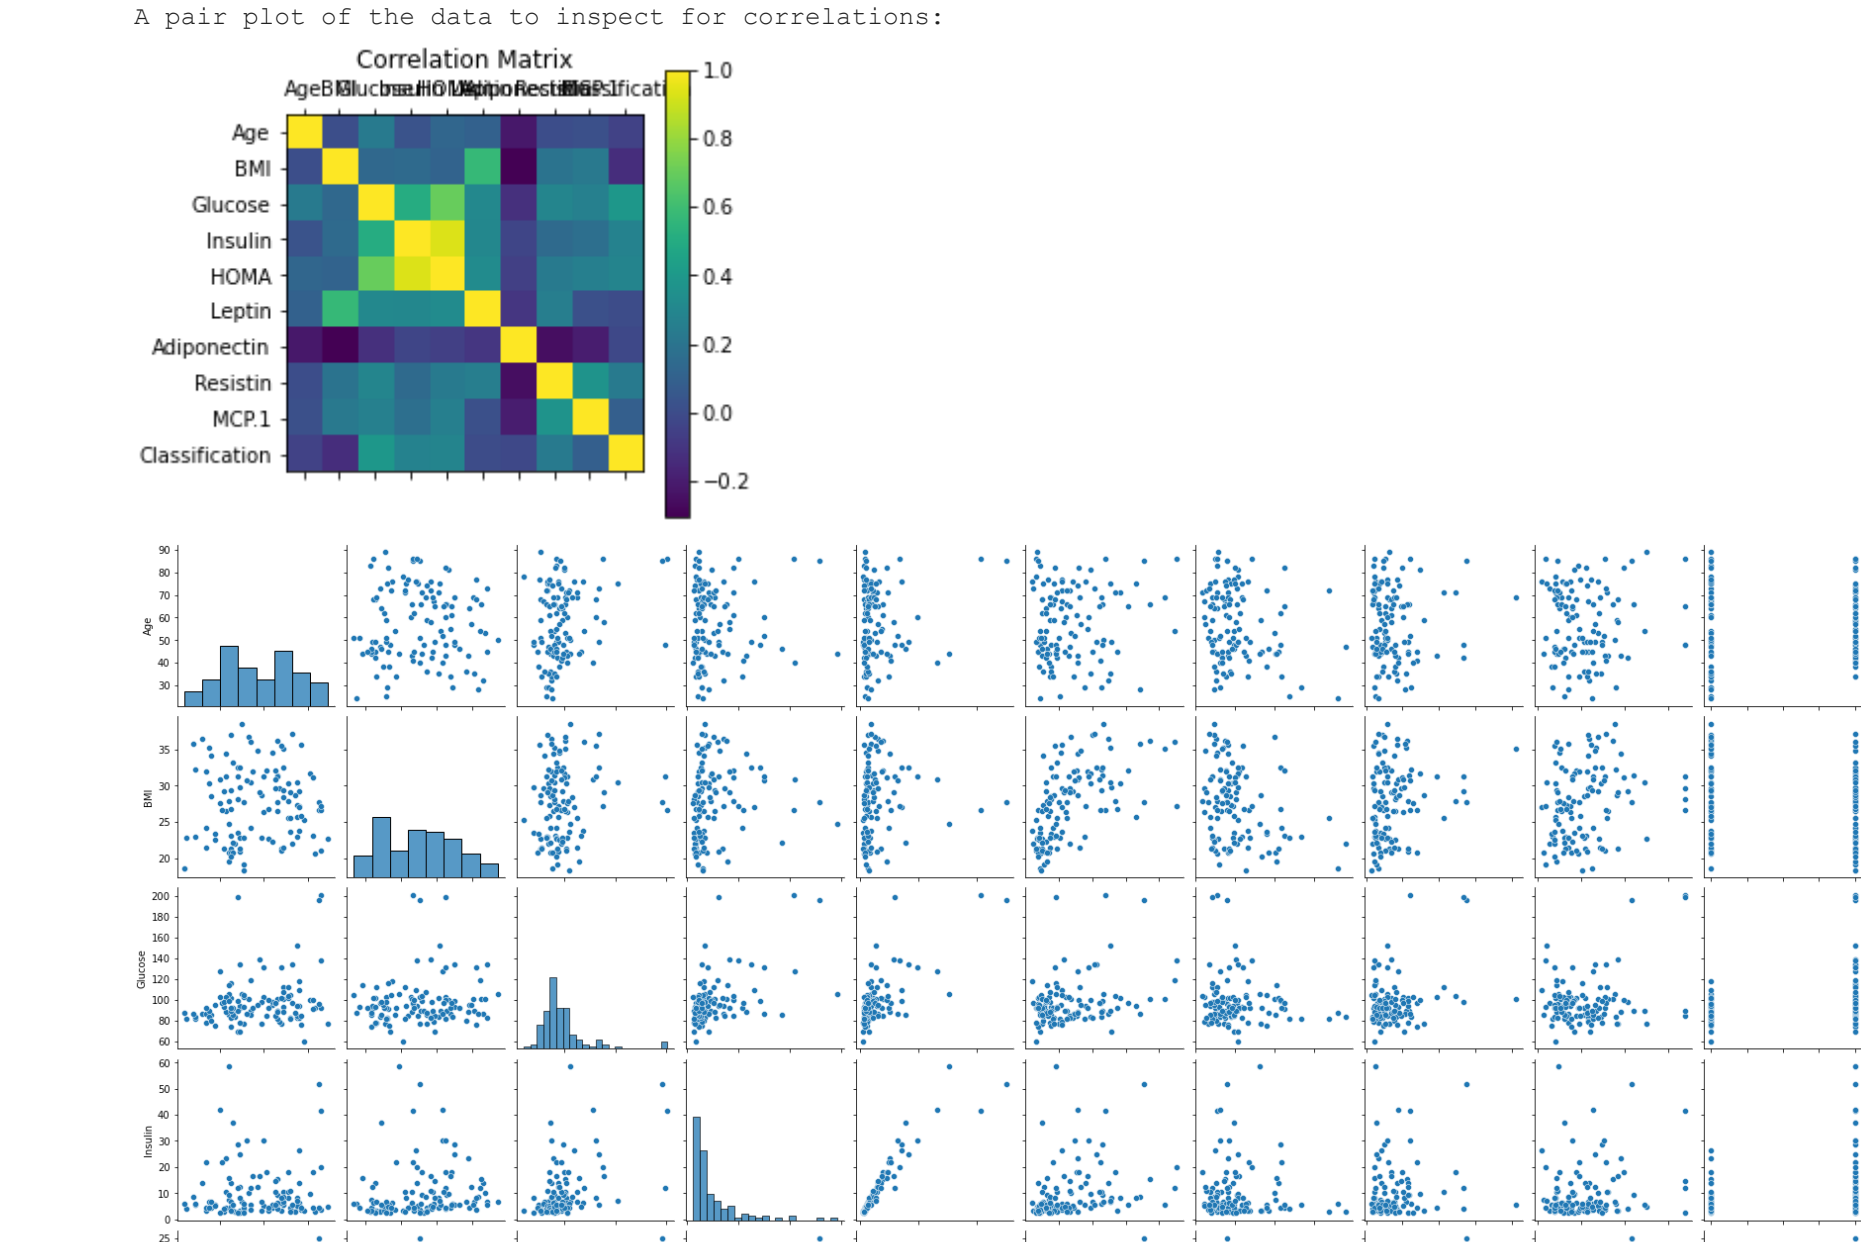 A pair plot of the data to inspect for correlations:
Correlation Matrix
Age
1.0
Age
BMI
Glucose
Insulin
HOMA
Leptin
Adiponectin
Resistin
MCP.1
Classification
0.8
0.6
0.4
0.2
0.0
−0.2
90
80
70
60
50
40
30
Age
35
30
25
20
BMI
200
180
160
140
120
100
80
60
Glucose
60
50
40
30
20
10
0
Insulin
25